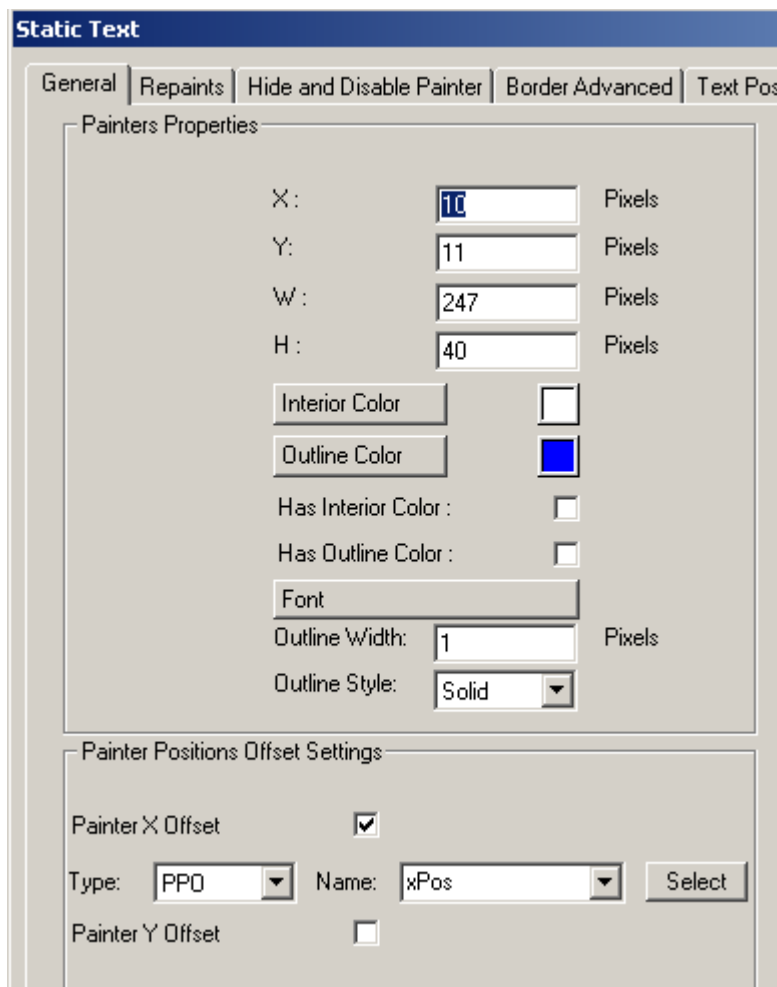 Static Text
General Repaints Hide and Disable Painter Border Advanced Text Pos
Painters Properties
X : 10 Pixels
Y: 11 Pixels
W : 247 Pixels
H : 40 Pixels
Interior Color
Outline Color
Has Interior Color :
Has Outline Color :
Font
Outline Width: 1 Pixels
Outline Style: Solid
Painter Positions Offset Settings
Painter X Offset
Type: PPO Name: xPos Select
Painter Y Offset